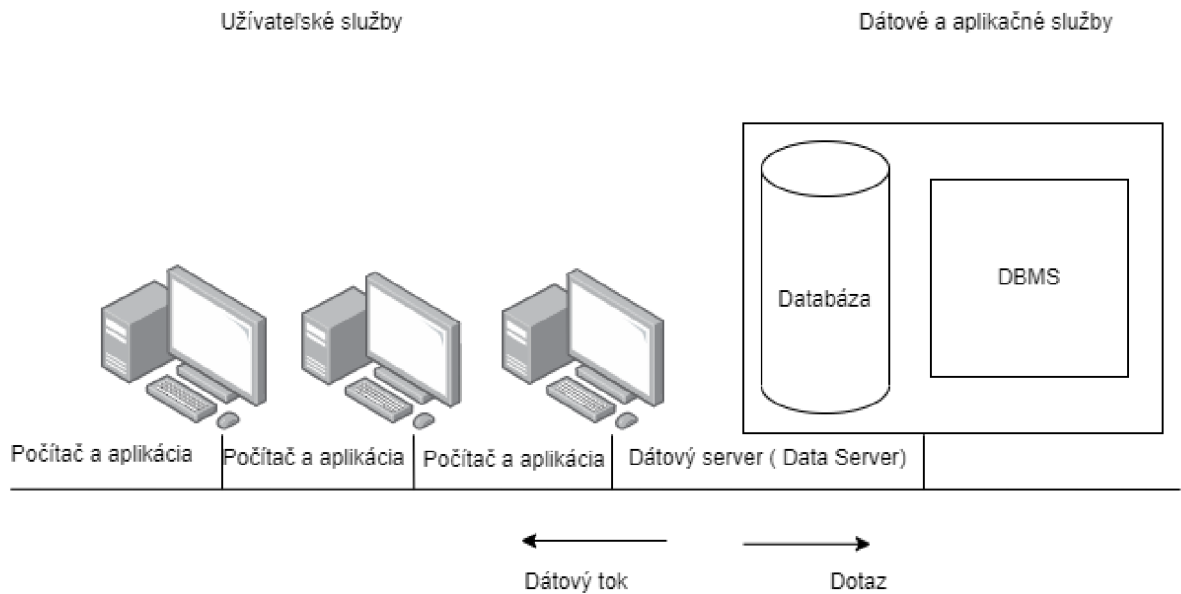 Užívateľské služby
Dátové a aplikačné služby
Databáza
DBMS
Počítač a aplikácia
Počítač a aplikácia
Počítač a aplikácia
Dátový server ( Data Server)
Dátový tok
Dotaz